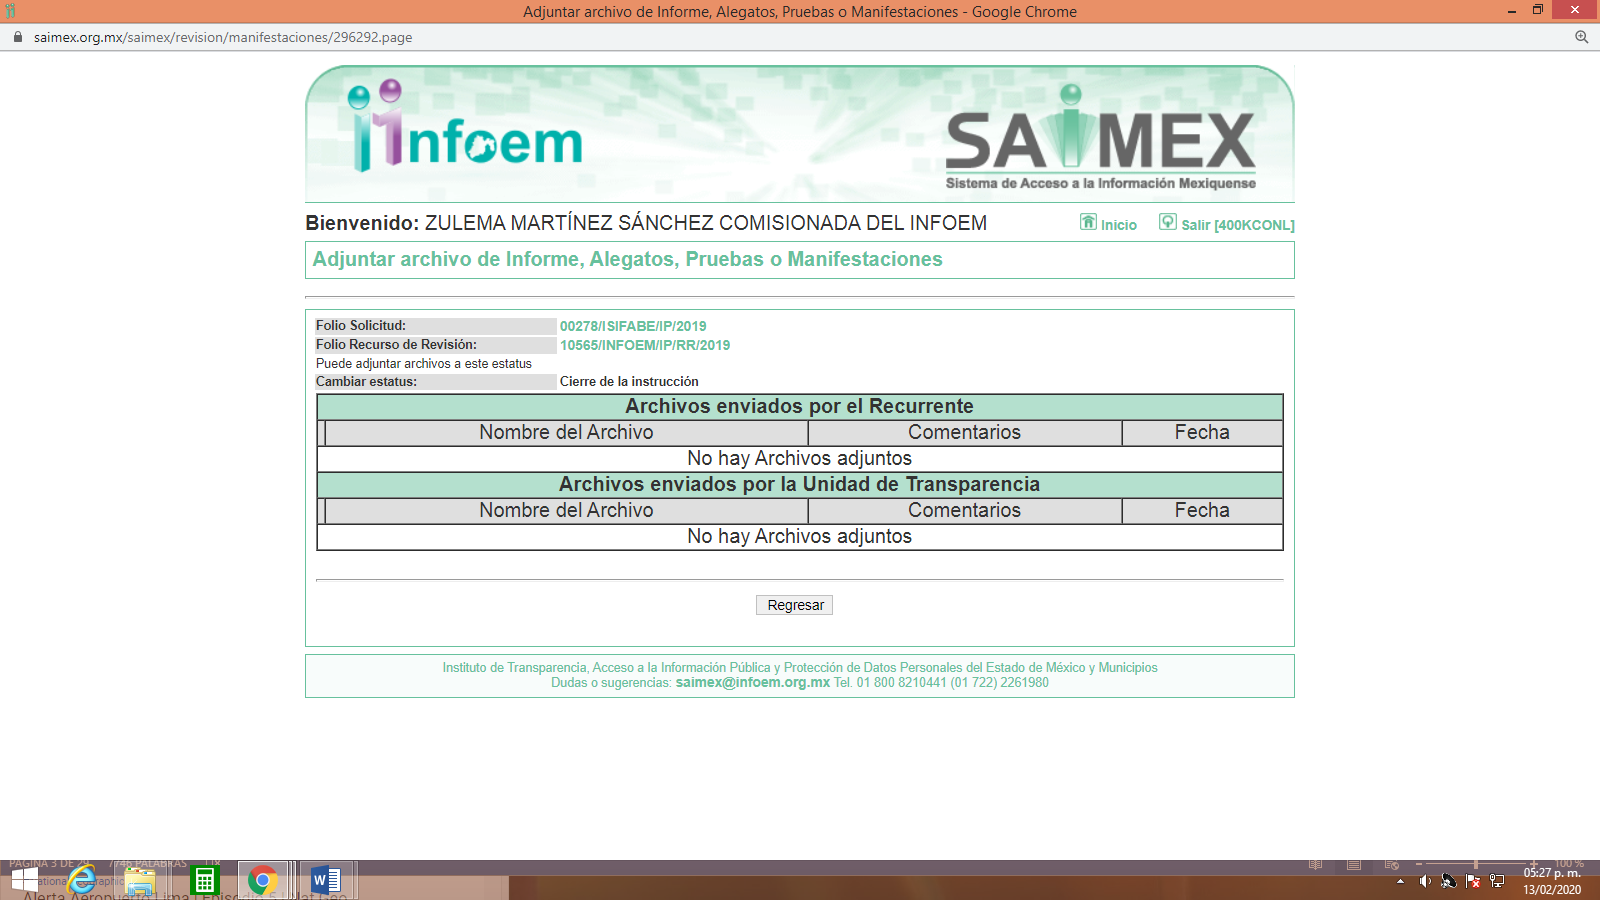 Adjuntar archivo de Informe, Alegatos, Pruebas o Manifestaciones - Google Chrome
saimex.org.mx/saimex/revision/manifestaciones/296292.page
infoem
SAIMEX
Sistema de Acceso a la Información Mexiquense
Bienvenido: ZULEMA MARTÍNEZ SÁNCHEZ COMISIONADA DEL INFOEM Inicio Salir [400KCONL]
Adjuntar archivo de Informe, Alegatos, Pruebas o Manifestaciones
Folio Solicitud: 00278/ISIFABE/IP/2019
Folio Recurso de Revisión: 10565/INFOEM/IP/RR/2019
Puede adjuntar archivos a este estatus
Cambiar estatus: Cierre de la instrucción
Archivos enviados por el Recurrente
Nombre del Archivo Comentarios Fecha
No hay Archivos adjuntos
Archivos enviados por la Unidad de Transparencia
Nombre del Archivo Comentarios Fecha
No hay Archivos adjuntos
Regresar
Instituto de Transparencia, Acceso a la Información Pública y Protección de Datos Personales del Estado de México y Municipios
Dudas o sugerencias: saimex@infoem.org.mx Tel. 01 800 8210441 (01 722) 2261980
PÁGINA 3 DE 29 7746 PALABRAS 100 %
05:27 p. m.
13/02/2020